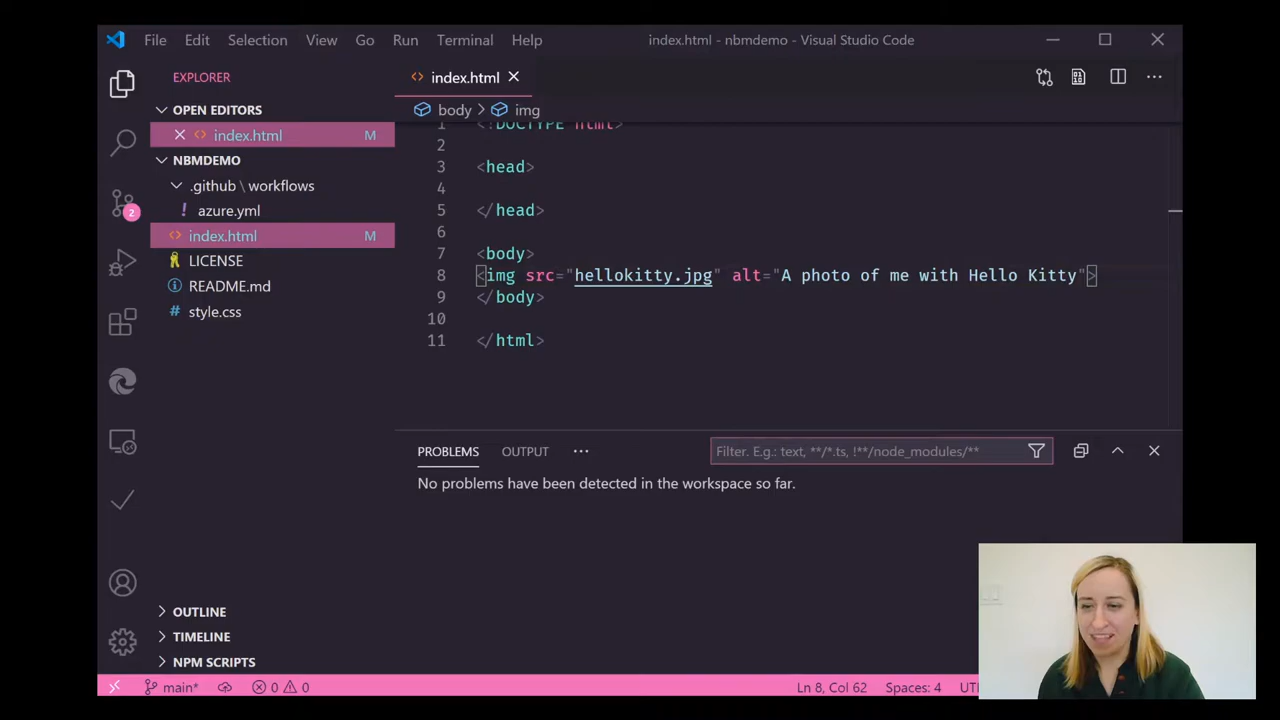 File Edit Selection View Go Run Terminal Help index.html - nbmdemo - Visual Studio Code
EXPLORER
index.html
OPEN EDITORS
body > img
index.html M
NBMDEMO
.github\workflows
azure.yml
index.html M
LICENSE
README.md
style.css
1 <!DOCTYPE html>
2
3 <head>
4
5 </head>
6
7 <body>
8 <img src="hellokitty.jpg" alt="A photo of me with Hello Kitty">
9 </body>
10
11 </html>
2
PROBLEMS OUTPUT ... Filter. E.g.: text, **/*.ts, !**/node_modules/**
No problems have been detected in the workspace so far.
OUTLINE
TIMELINE
NPM SCRIPTS
main* 0 0 Ln 8, Col 62 Spaces: 4